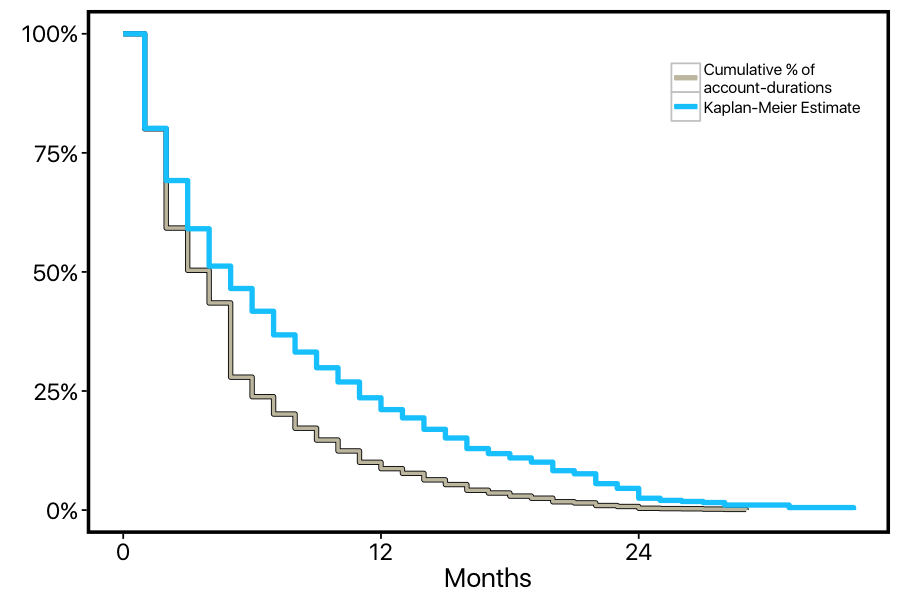 100%
75%
50%
25%
0%
Cumulative % of
account-durations
Kaplan-Meier Estimate
0 12 24
Months